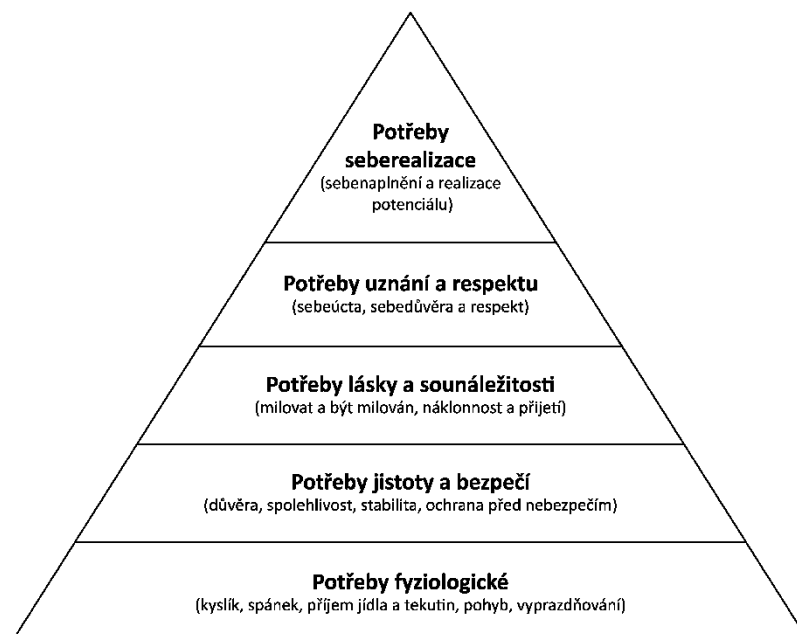 Potřeby
seberealizace
(sebenaplnění a realizace
potenciálu)
Potřeby uznání a respektu
(sebeúcta, sebedůvěra a respekt)
Potřeby lásky a sounáležitosti
(milovat a být milován, náklonnost a přijetí)
Potřeby jistoty a bezpečí
(důvěra, spolehlivost, stabilita, ochrana před nebezpečím)
Potřeby fyziologické
(kyslík, spánek, příjem jídla a tekutin, pohyb, vyprazdňování)